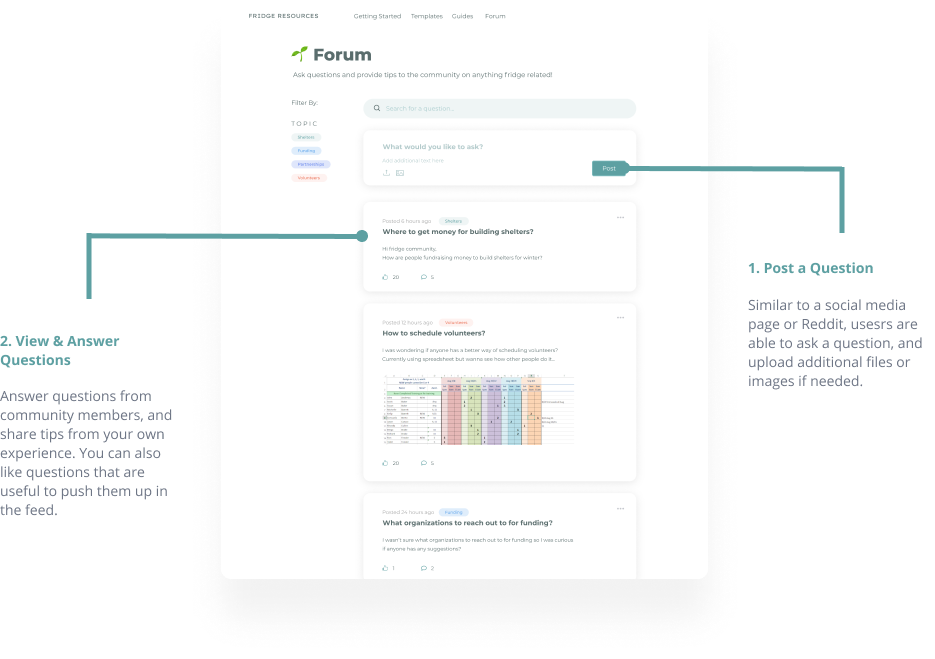 FRIDGE RESOURCES
Getting Started Templates Guides Forum
Forum
Ask questions and provide tips to the community on anything fridge related!
Filter By:
TOPIC
Shelters
Funding
Partnerships
Volunteers
Search for a question...
What would you like to ask?
Add additional text here
Post
Posted 6 hours ago Shelters
Where to get money for building shelters?
Hi fridge community,
How are people fundraising money to build shelters for winter?
20 5
Posted 12 hours ago Volunteers
How to schedule volunteers?
I was wondering if anyone has a better way of scheduling volunteers?
Currently using spreadsheet but wanna see how other people do it...
20 5
Posted 24 hours ago Funding
What organizations to reach out to for funding?
I wasn't sure what organizations to reach out to for funding so I was curious
if anyone has any suggestions?
1 2
1. Post a Question
Similar to a social media
page or Reddit, usesrs are
able to ask a question, and
upload additional files or
images if needed.
2. View & Answer
Questions
Answer questions from
community members, and
share tips from your own
experience. You can also
like questions that are
useful to push them up in
the feed.